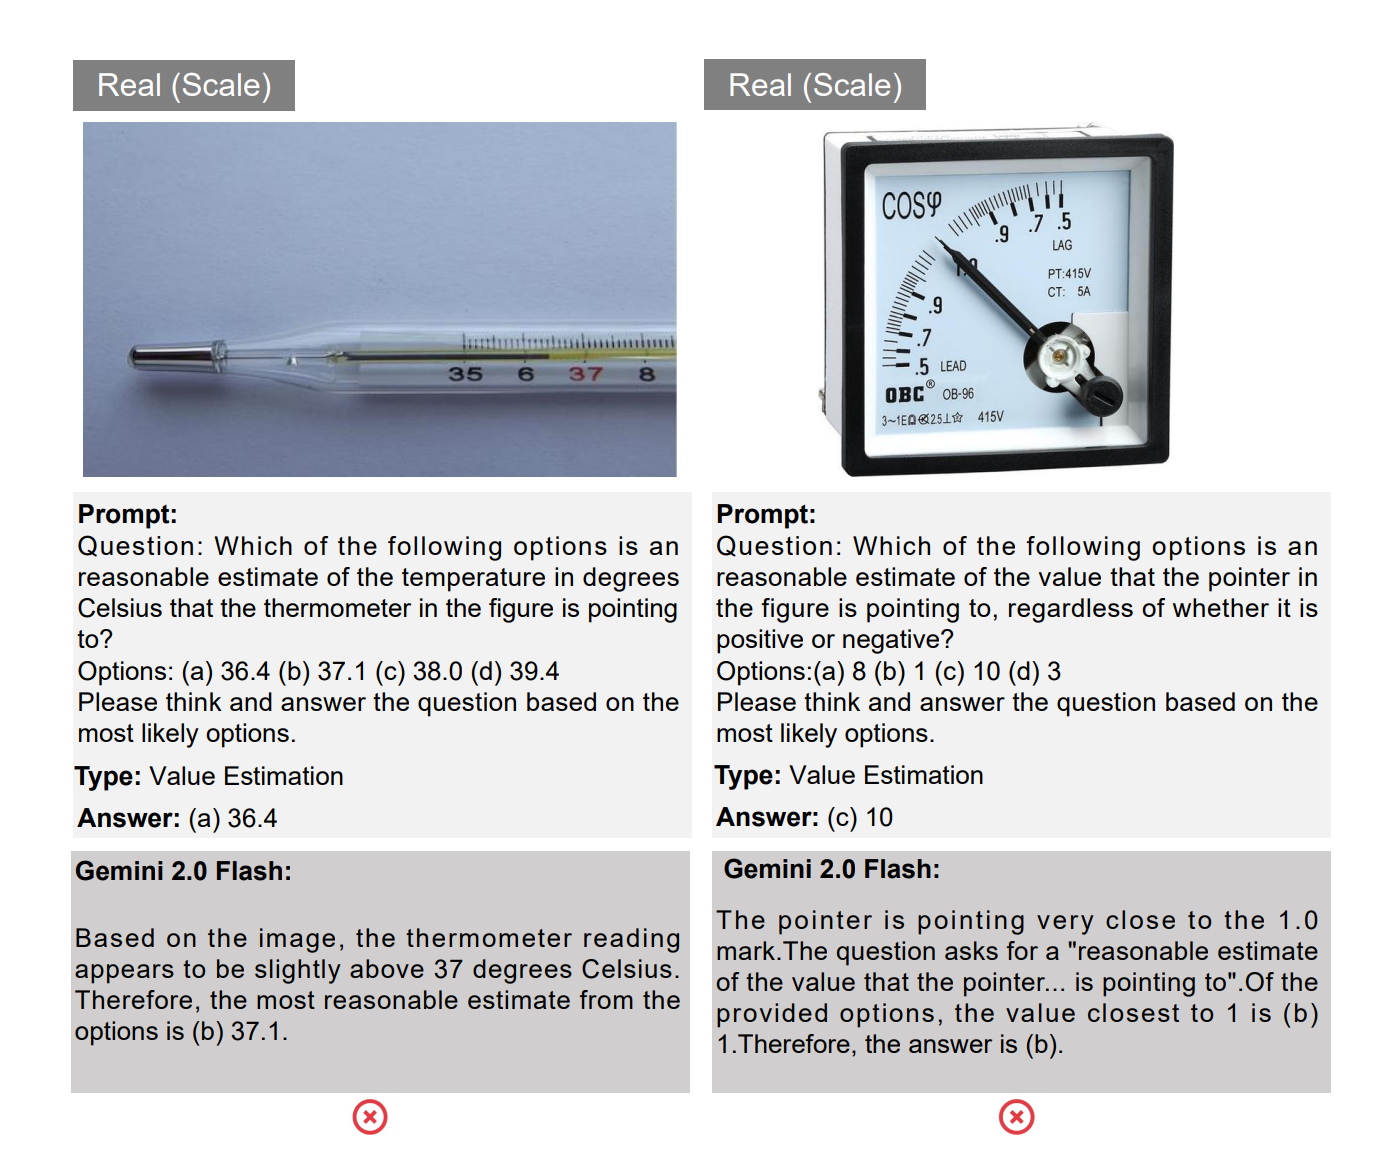 Real (Scale)
35 6 37 8
Prompt:
Question: Which of the following options is an
reasonable estimate of the temperature in degrees
Celsius that the thermometer in the figure is pointing
to?
Options: (a) 36.4 (b) 37.1 (c) 38.0 (d) 39.4
Please think and answer the question based on the
most likely options.
Type: Value Estimation
Answer: (a) 36.4
Gemini 2.0 Flash:
Based on the image, the thermometer reading
appears to be slightly above 37 degrees Celsius.
Therefore, the most reasonable estimate from the
options is (b) 37.1.
Real (Scale)
COSφ
.9 .7 .5
LAG
1.0
PT:415V
CT: 5A
.9
.7
.5 LEAD
OBC® OB-96
415V
Prompt:
Question: Which of the following options is an
reasonable estimate of the value that the pointer in
the figure is pointing to, regardless of whether it is
positive or negative?
Options:(a) 8 (b) 1 (c) 10 (d) 3
Please think and answer the question based on the
most likely options.
Type: Value Estimation
Answer: (c) 10
Gemini 2.0 Flash:
The pointer is pointing very close to the 1.0
mark.The question asks for a "reasonable estimate
of the value that the pointer... is pointing to".Of the
provided options, the value closest to 1 is (b)
1.Therefore, the answer is (b).